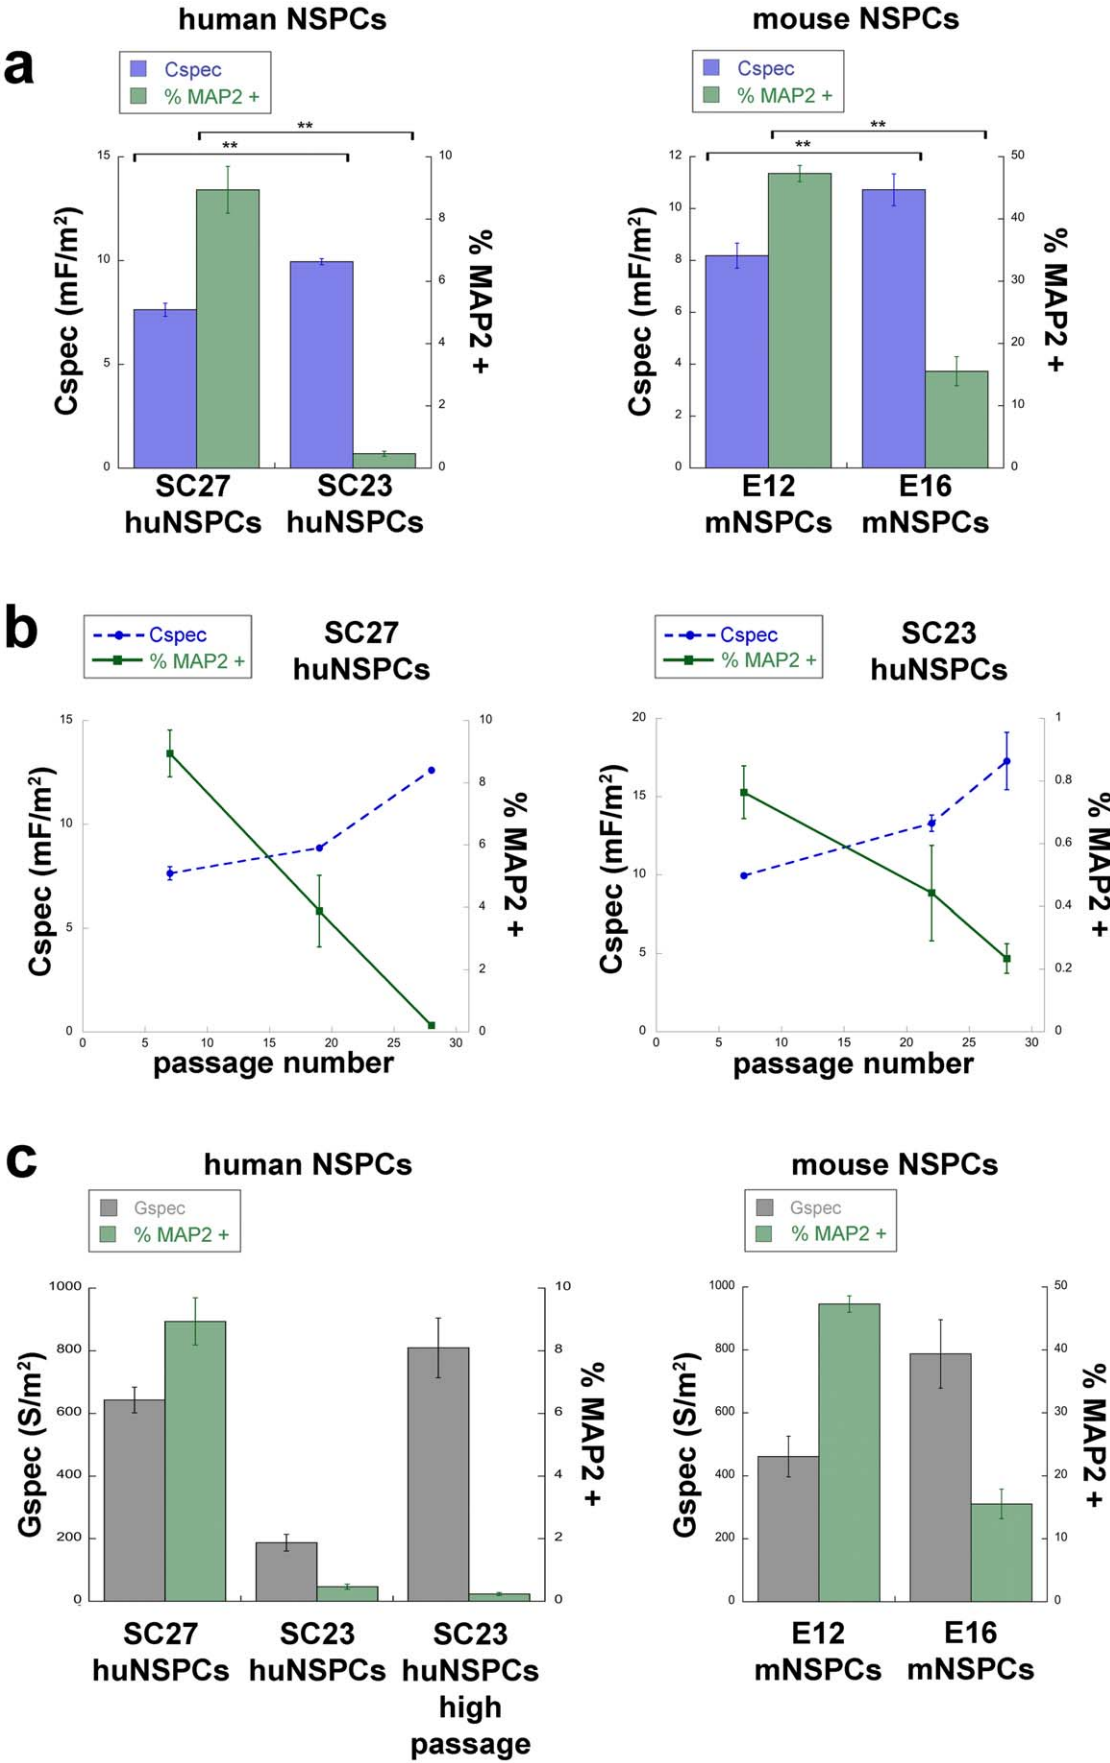 human NSPCs
mouse NSPCs
a
Cspec
% MAP2 +
Cspec
% MAP2 +
**
**
**
**
15
10
5
0
10
8
6
4
2
0
Cspec (mF/m²)
% MAP2 +
SC27
huNSPCs
SC23
huNSPCs
12
10
8
6
4
2
0
50
40
30
20
10
0
Cspec (mF/m²)
% MAP2 +
E12
mNSPCs
E16
mNSPCs
b
Cspec
% MAP2 +
SC27
huNSPCs
15
10
5
0
10
8
6
4
2
0
Cspec (mF/m²)
% MAP2 +
0 5 10 15 20 25 30
passage number
Cspec
% MAP2 +
SC23
huNSPCs
20
15
10
5
0
1
0.8
0.6
0.4
0.2
0
Cspec (mF/m²)
% MAP2 +
0 5 10 15 20 25 30
passage number
c
human NSPCs
Gspec
% MAP2 +
1000
800
600
400
200
0
10
8
6
4
2
0
Gspec (S/m²)
% MAP2 +
SC27
huNSPCs
SC23
huNSPCs
SC23
huNSPCs
high
passage
mouse NSPCs
Gspec
% MAP2 +
1000
800
600
400
200
0
50
40
30
20
10
0
Gspec (S/m²)
% MAP2 +
E12
mNSPCs
E16
mNSPCs